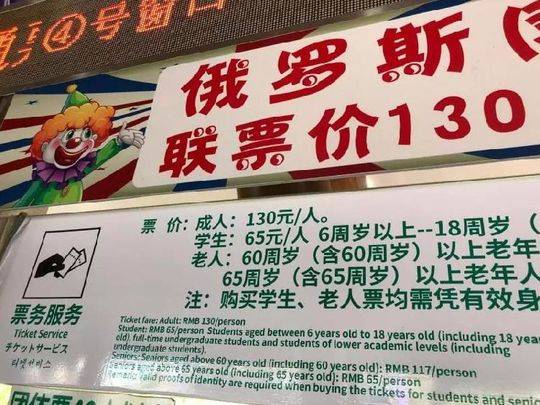 ④号窗口
俄罗斯
联票价130
票 价：成人：130元/人。
学生：65元/人 6周岁以上--18周岁（
老人：60周岁（含60周岁）以上老年
65周岁（含65周岁）以上老年人
注：购买学生、老人票均需凭有效身
票务服务
Ticket Service
チケットサービス
티켓서비스
Ticket fare: Adult: RMB 130/person
Student: RMB 65/person Students aged between 6 years old to 18 years old (including 18 year
old), full-time undergraduate students and students of lower academic levels (including
undergraduate students).
Seniors: Seniors aged above 60 years old (including 60 years old): RMB 117/person
Seniors aged above 65 years old (including 65 years old): RMB 65/person
valid proofs of identity are required when buying the tickets for students and seniors